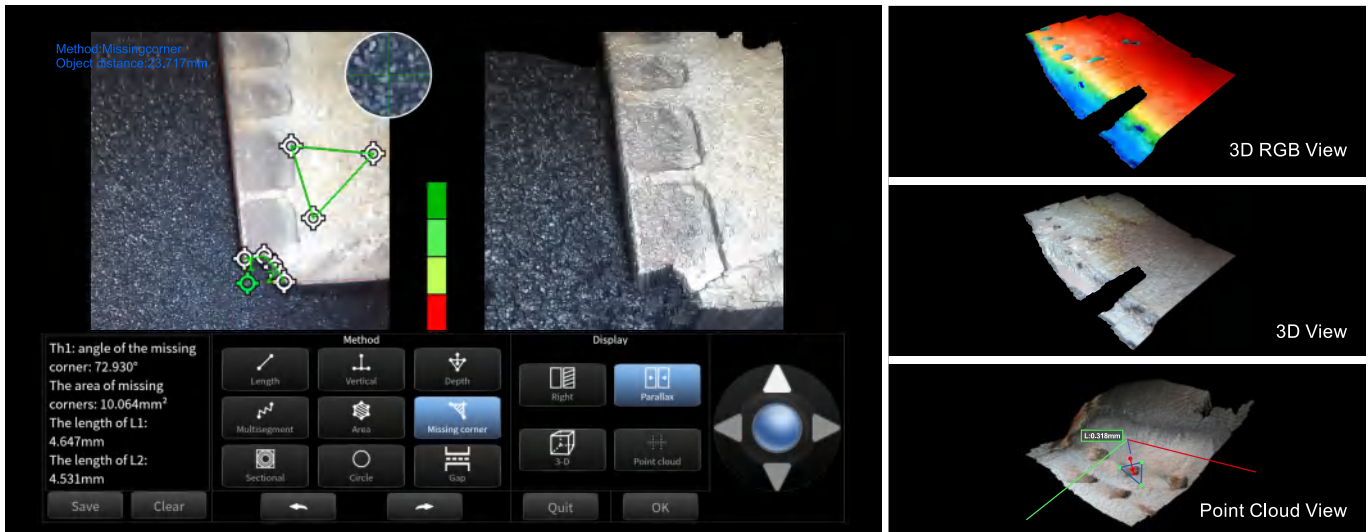 Method:Missingcorner
Object distance:23.717mm
Th1: angle of the missing
corner: 72.930°
The area of missing
corners: 10.064mm²
The length of L1:
4.647mm
The length of L2:
4.531mm
Save
Clear
Method
Length
Vertical
Depth
Multisegment
Area
Missing corner
Sectional
Circle
Gap
Display
Right
Parallax
3-D
Point cloud
Quit
OK
3D RGB View
3D View
L:0.318mm
Point Cloud View